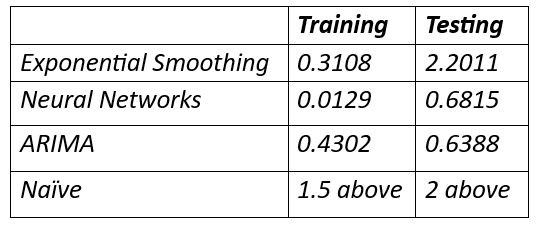 Training Testing
Exponential Smoothing 0.3108 2.2011
Neural Networks 0.0129 0.6815
ARIMA 0.4302 0.6388
Naïve 1.5 above 2 above